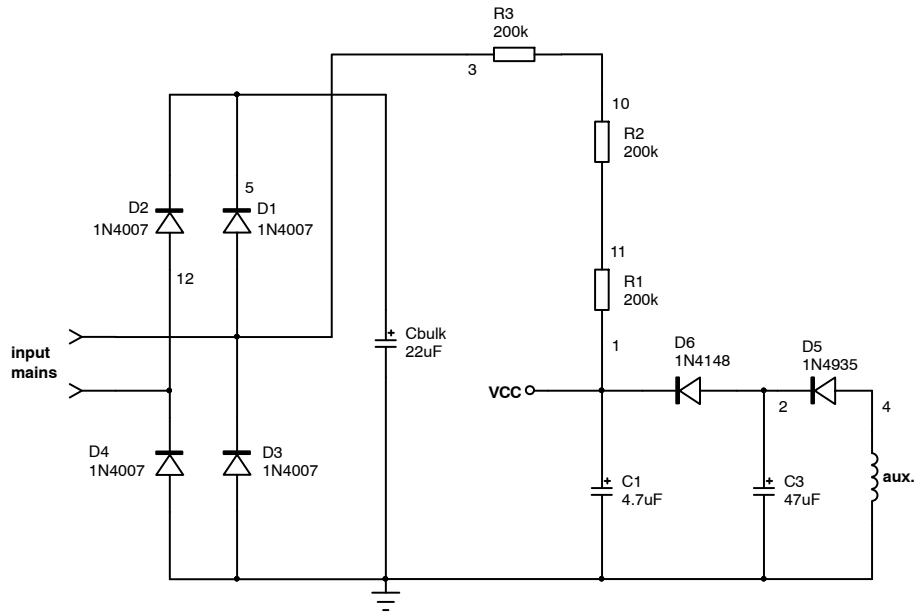 R3
200k
3
10
R2
200k
5
D2
1N4007
D1
1N4007
12
11
R1
200k
1
input
mains
Cbulk
22uF
+
D6
1N4148
D5
1N4935
VCC
2
4
D4
1N4007
D3
1N4007
+
C1
4.7uF
+
C3
47uF
aux.